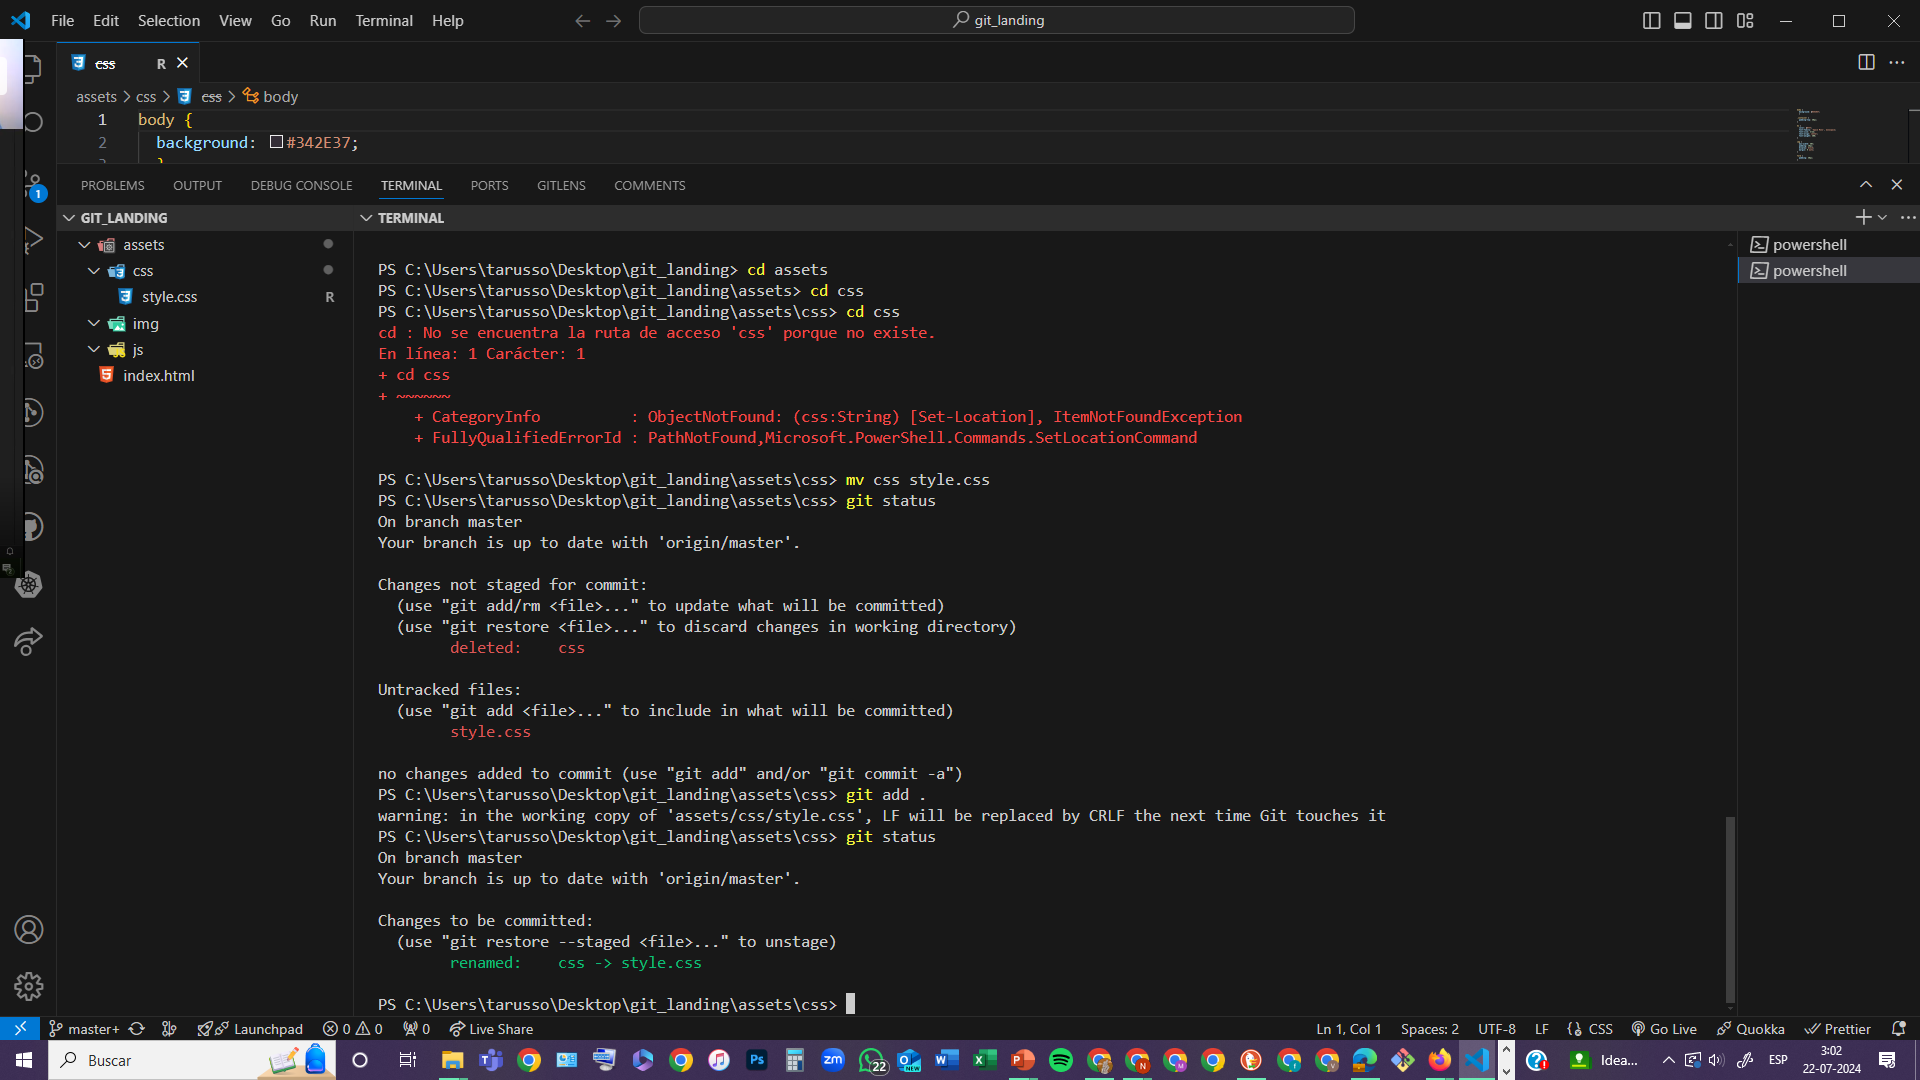 File Edit Selection View Go Run Terminal Help
git_landing
css R
assets > css > css > body
1 body {
2 background: #342E37;
3 }
PROBLEMS OUTPUT DEBUG CONSOLE TERMINAL PORTS GITLENS COMMENTS
GIT_LANDING
assets
css
style.css R
img
js
index.html
1
TERMINAL
powershell
powershell
PS C:\Users\tarusso\Desktop\git_landing> cd assets
PS C:\Users\tarusso\Desktop\git_landing\assets> cd css
PS C:\Users\tarusso\Desktop\git_landing\assets\css> cd css
cd : No se encuentra la ruta de acceso 'css' porque no existe.
En línea: 1 Carácter: 1
+ cd css
+ ~~~~~~
+ CategoryInfo : ObjectNotFound: (css:String) [Set-Location], ItemNotFoundException
+ FullyQualifiedErrorId : PathNotFound,Microsoft.PowerShell.Commands.SetLocationCommand
PS C:\Users\tarusso\Desktop\git_landing\assets\css> mv css style.css
PS C:\Users\tarusso\Desktop\git_landing\assets\css> git status
On branch master
Your branch is up to date with 'origin/master'.
Changes not staged for commit:
(use "git add/rm <file>..." to update what will be committed)
(use "git restore <file>..." to discard changes in working directory)
deleted: css
Untracked files:
(use "git add <file>..." to include in what will be committed)
style.css
no changes added to commit (use "git add" and/or "git commit -a")
PS C:\Users\tarusso\Desktop\git_landing\assets\css> git add .
warning: in the working copy of 'assets/css/style.css', LF will be replaced by CRLF the next time Git touches it
PS C:\Users\tarusso\Desktop\git_landing\assets\css> git status
On branch master
Your branch is up to date with 'origin/master'.
Changes to be committed:
(use "git restore --staged <file>..." to unstage)
renamed: css -> style.css
PS C:\Users\tarusso\Desktop\git_landing\assets\css>
master+ Launchpad 0 0 0 Live Share Ln 1, Col 1 Spaces: 2 UTF-8 LF {} CSS Go Live Quokka Prettier
Buscar
Ps zm 22 NEW
Idea...
ESP
3:02
22-07-2024